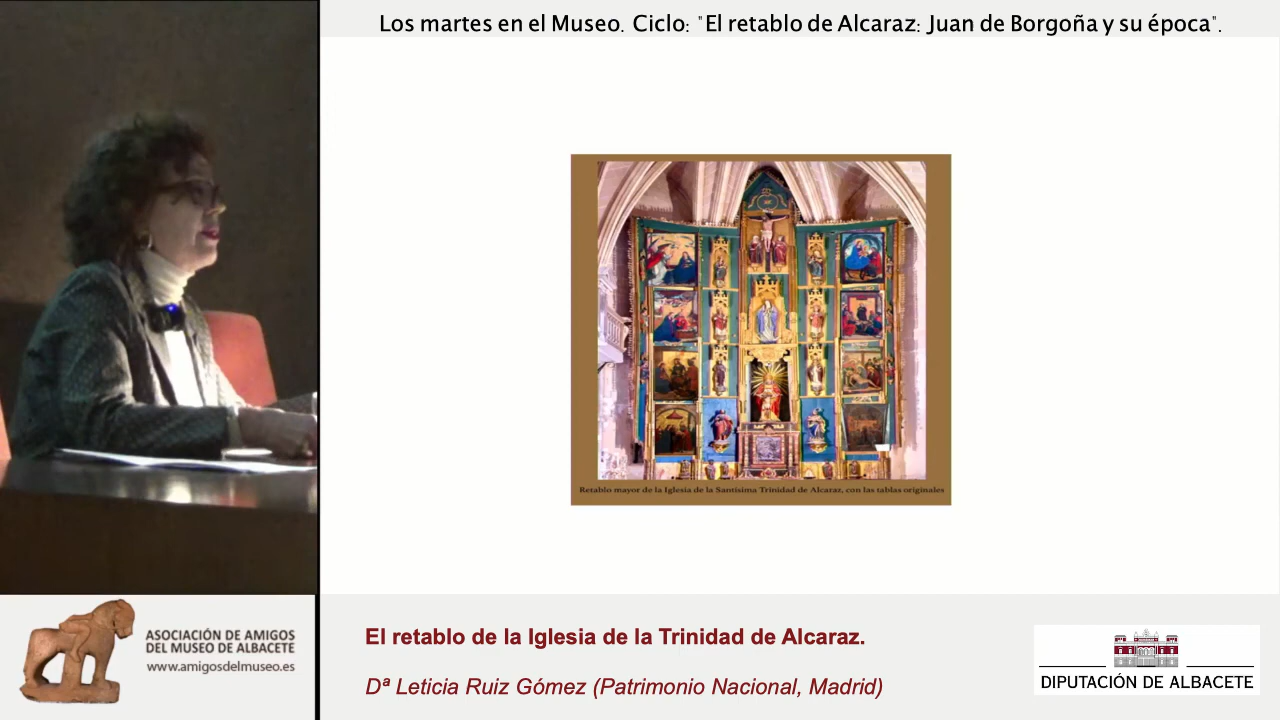 Los martes en el Museo. Ciclo: "El retablo de Alcaraz: Juan de Borgoña y su época".
Retablo mayor de la Iglesia de la Santísima Trinidad de Alcaraz, con las tablas originales
ASOCIACIÓN DE AMIGOS
DEL MUSEO DE ALBACETE
www.amigosdelmuseo.es
El retablo de la Iglesia de la Trinidad de Alcaraz.
Dª Leticia Ruiz Gómez (Patrimonio Nacional, Madrid)
DIPUTACIÓN DE ALBACETE